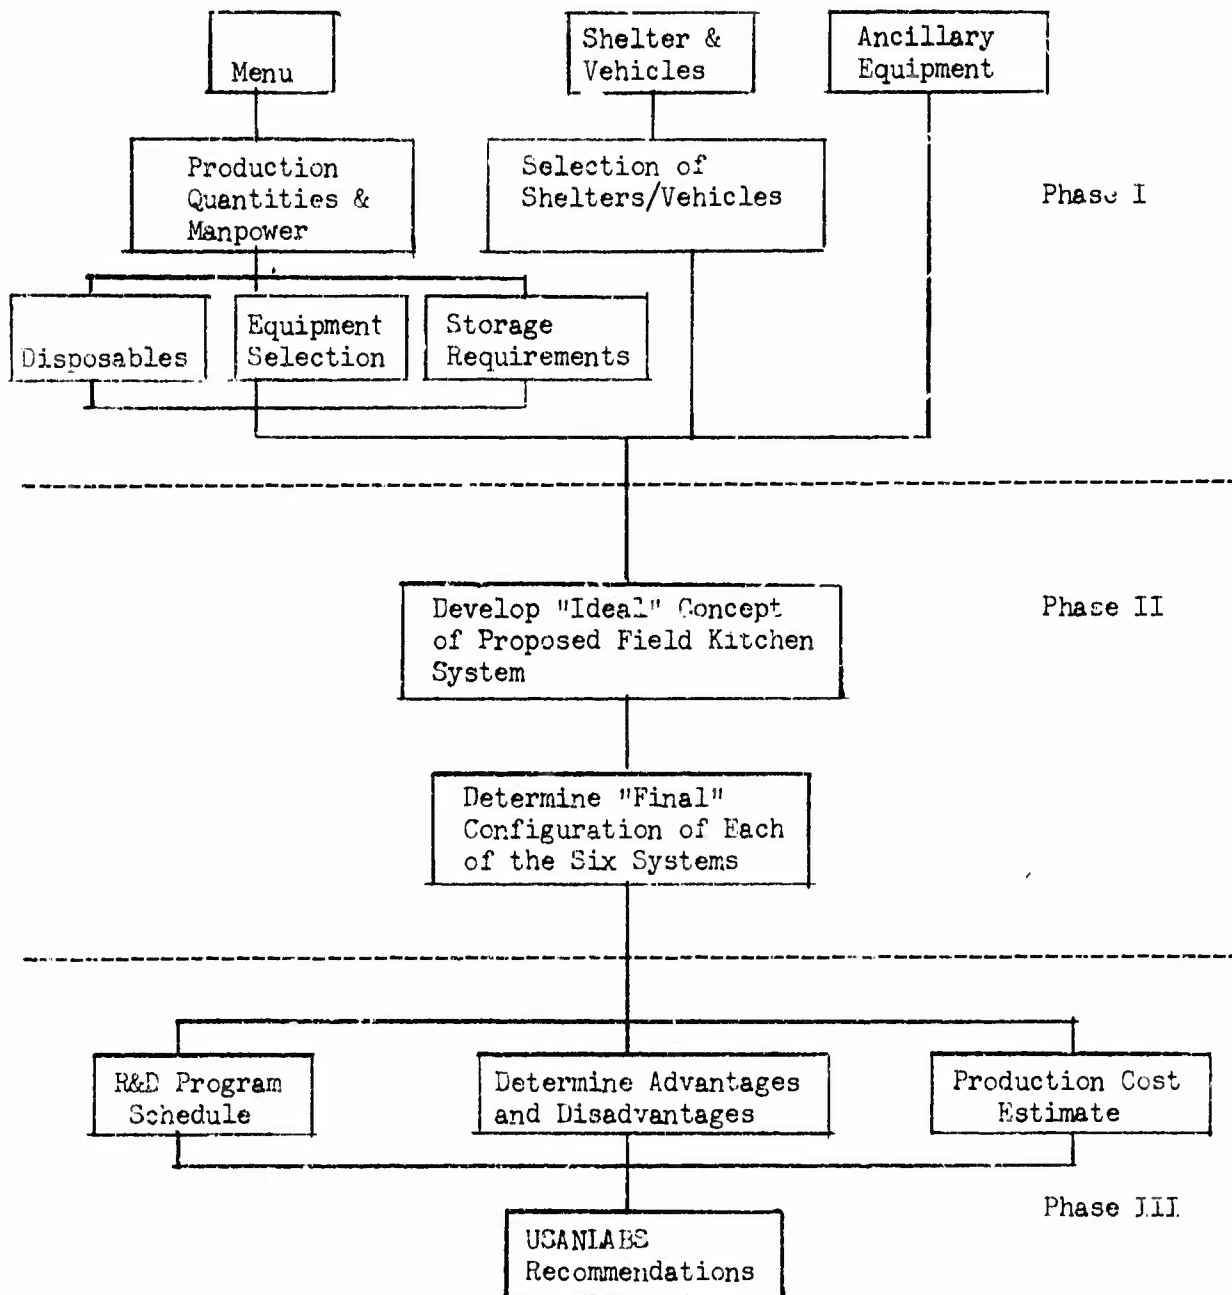 Menu
Shelter &
Vehicles
Ancillary
Equipment
Production
Quantities &
Manpower
Selection of
Shelters/Vehicles
Phase I
Disposables
Equipment
Selection
Storage
Requirements
Develop "Ideal" Concept
of Proposed Field Kitchen
System
Phase II
Determine "Final"
Configuration of Each
of the Six Systems
R&D Program
Schedule
Determine Advantages
and Disadvantages
Production Cost
Estimate
Phase III
USANLABS
Recommendations